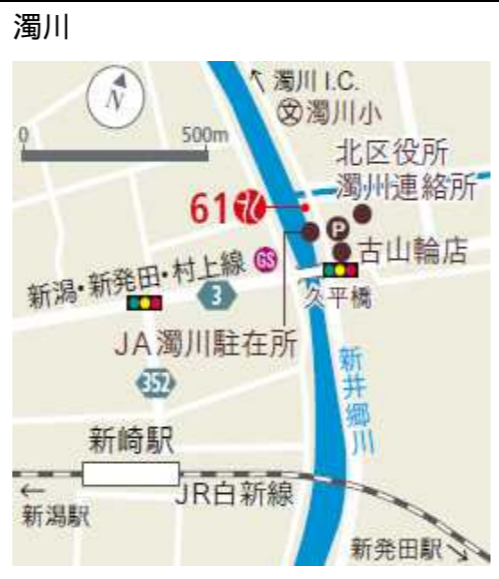 濁川
濁川 I.C.
N
文濁川小
0 500m
北区役所
濁州連絡所
61
P
古山輪店
GS
新潟・新発田・村上線
3
久平橋
JA濁川駐在所
352
新井郷川
新崎駅
JR白新線
新潟駅
新発田駅